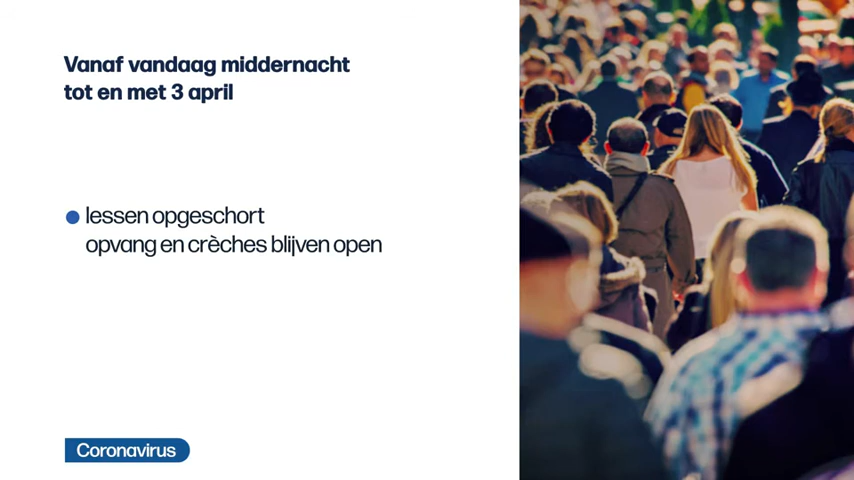 Vanaf vandaag middernacht
tot en met 3 april
lessen opgeschort
opvang en crèches blijven open
Coronavirus